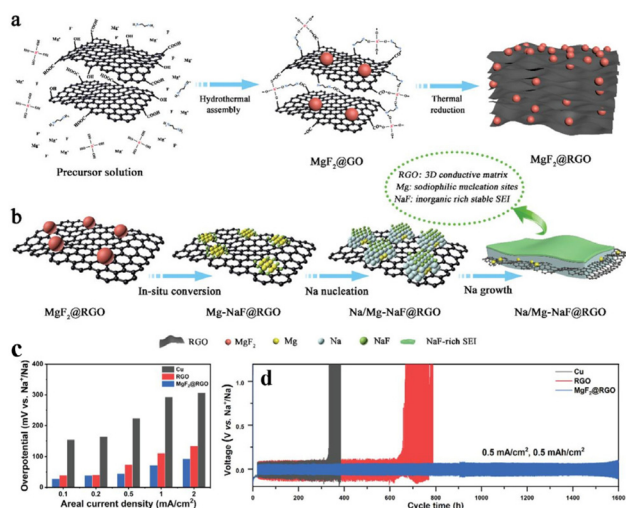 a
Hydrothermal
assembly
Thermal
reduction
Precursor solution
MgF₂@GO
MgF₂@RGO
RGO: 3D conductive matrix
Mg: sodiophilic nucleation sites
NaF: inorganic rich stable SEI
b
In-situ conversion
Na nucleation
Na growth
MgF₂@RGO
Mg-NaF@RGO
Na/Mg-NaF@RGO
Na/Mg-NaF@RGO
RGO MgF₂ Mg Na NaF NaF-rich SEI
c
Overpotential (mV vs. Na⁺/Na)
400
300
200
100
0
Cu
RGO
MgF₂@RGO
0.1 0.2 0.5 1 2
Areal current density (mA/cm²)
d
Voltage (V vs. Na⁺/Na)
1.0
0.5
0.0
Cu
RGO
MgF₂@RGO
0.5 mA/cm², 0.5 mAh/cm²
0 200 400 600 800 1000 1200 1400 1600
Cycle time (h)